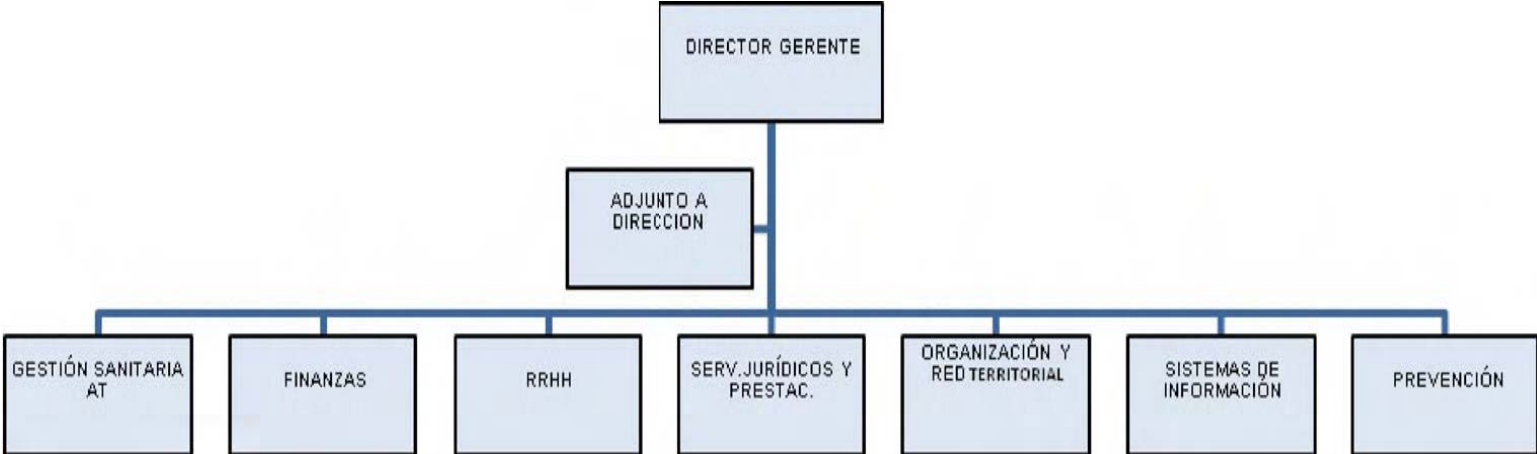 DIRECTOR GERENTE
ADJUNTO A
DIRECCION
GESTIÓN SANITARIA
AT
FINANZAS
RRHH
SERV.JURÍDICOS Y
PRESTAC.
ORGANIZACIÓN Y
RED TERRITORIAL
SISTEMAS DE
INFORMACIÓN
PREVENCIÓN